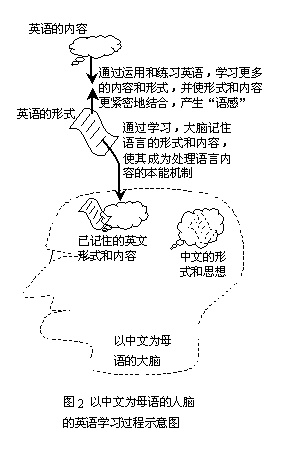 英语的内容
通过运用和练习英语，学习更多
的内容和形式，并使形式和内容
更紧密地结合，产生“语感”
英语的形式
通过学习，大脑记住
语言的形式和内容，
使其成为处理语言内
容的本能机制
已记住的英文
形式和内容
中文的形
式和思想
以中文为母
语的大脑
图2 以中文为母语的人脑
的英语学习过程示意图